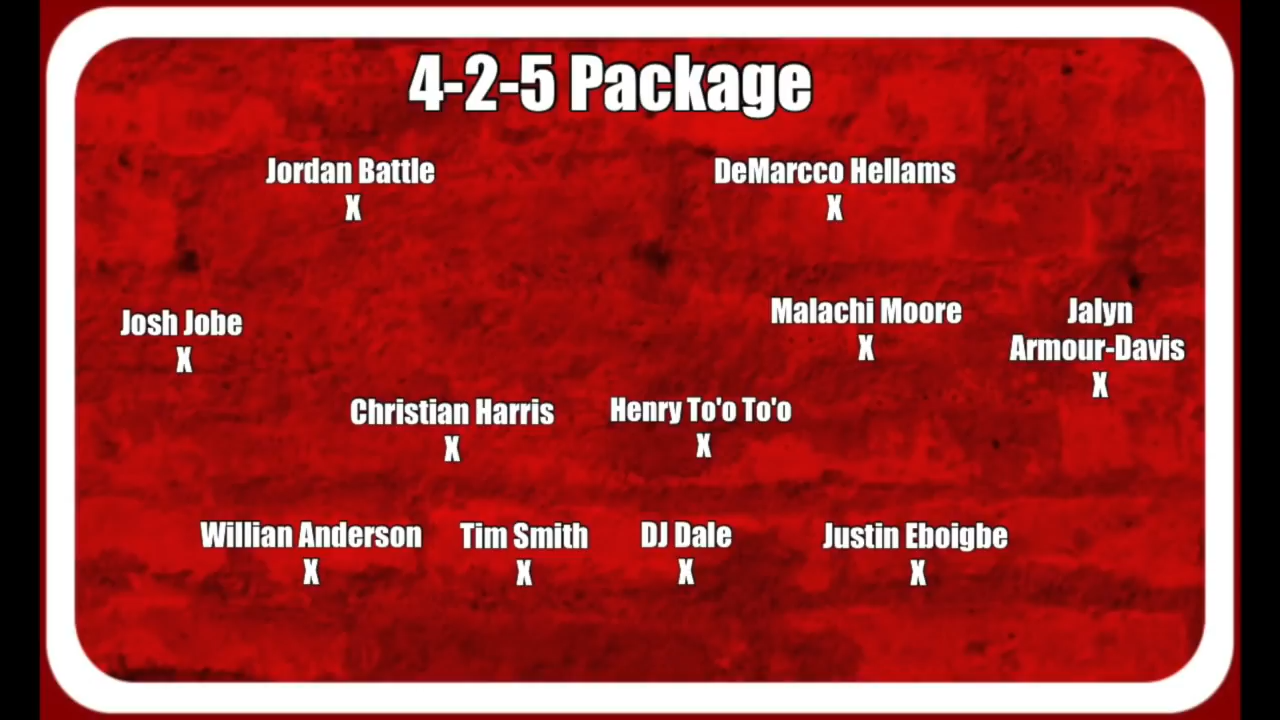 4-2-5 Package
Jordan Battle
X
DeMarcco Hellams
X
Josh Jobe
X
Malachi Moore
X
Jalyn
Armour-Davis
X
Christian Harris
X
Henry To'o To'o
X
Willian Anderson
X
Tim Smith
X
DJ Dale
X
Justin Eboigbe
X